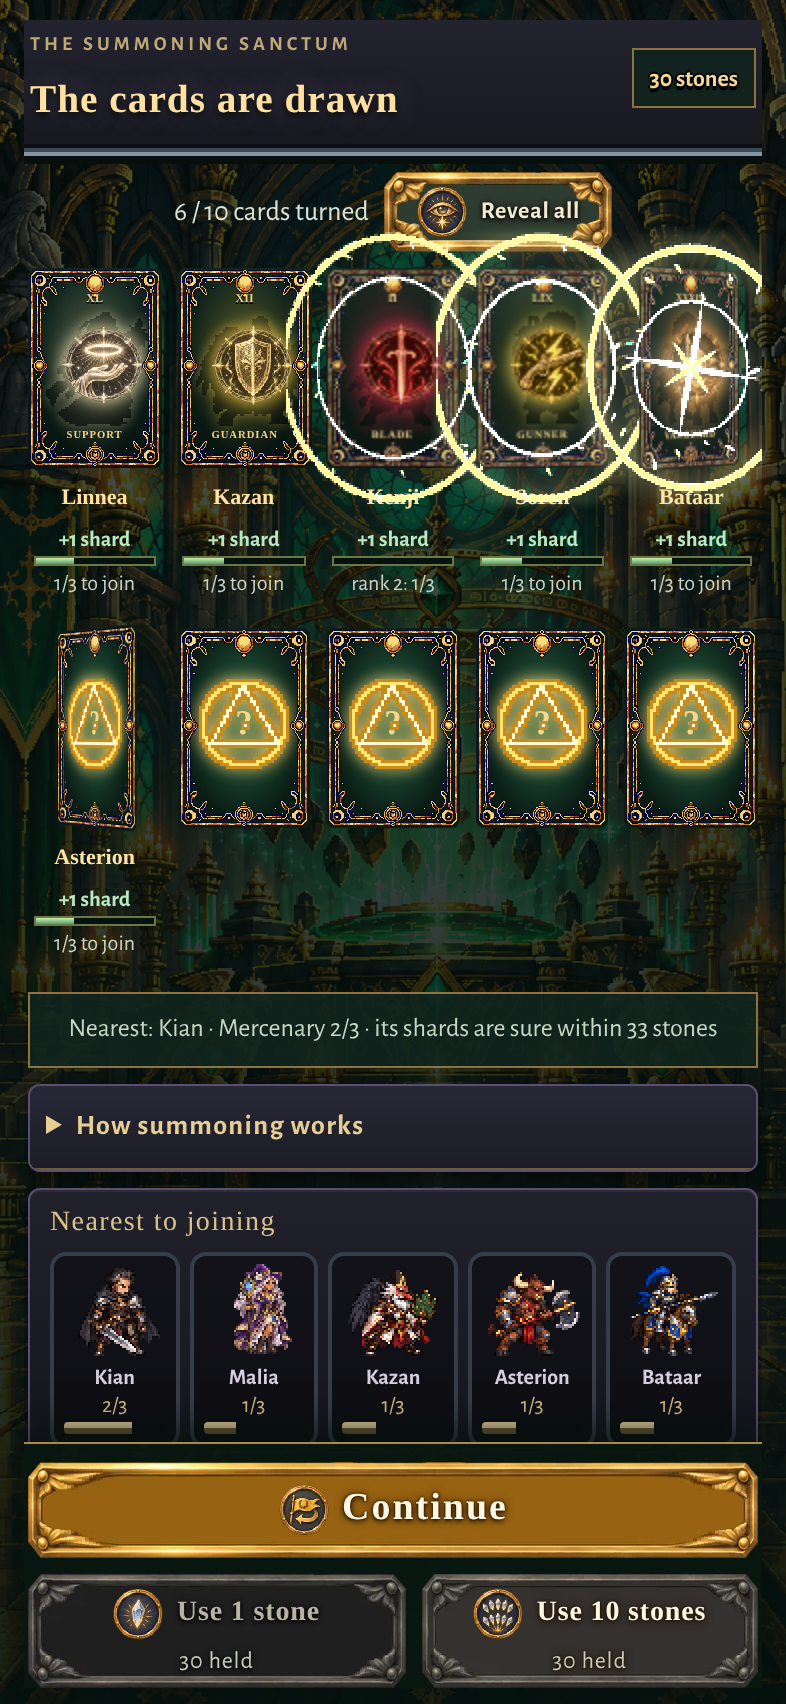 THE SUMMONING SANCTUM
The cards are drawn
30 stones
6 / 10 cards turned
Reveal all
XL
XII
II
LIX
SUPPORT
GUARDIAN
BLADE
GUNNER
Linnea
Kazan
Kenji
Soren
Bataar
+1 shard
+1 shard
+1 shard
+1 shard
+1 shard
1/3 to join
1/3 to join
rank 2: 1/3
1/3 to join
1/3 to join
?
?
?
?
?
Asterion
+1 shard
1/3 to join
Nearest: Kian · Mercenary 2/3 · its shards are sure within 33 stones
How summoning works
Nearest to joining
Kian
Malia
Kazan
Asterion
Bataar
2/3
1/3
1/3
1/3
1/3
Continue
Use 1 stone
30 held
Use 10 stones
30 held